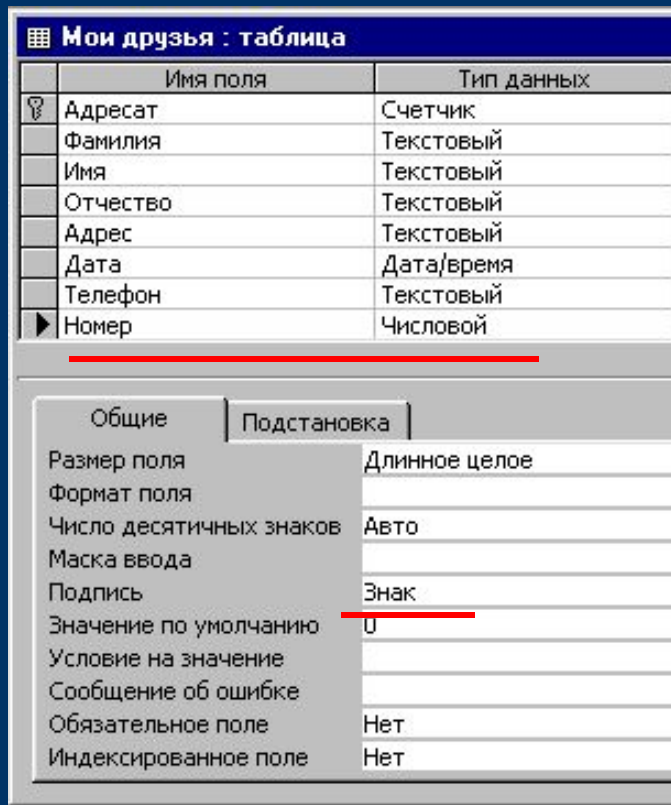 Мои друзья : таблица
Имя поля Тип данных
Адресат Счетчик
Фамилия Текстовый
Имя Текстовый
Отчество Текстовый
Адрес Текстовый
Дата Дата/время
Телефон Текстовый
Номер Числовой
Общие Подстановка
Размер поля Длинное целое
Формат поля
Число десятичных знаков Авто
Маска ввода
Подпись Знак
Значение по умолчанию 0
Условие на значение
Сообщение об ошибке
Обязательное поле Нет
Индексированное поле Нет